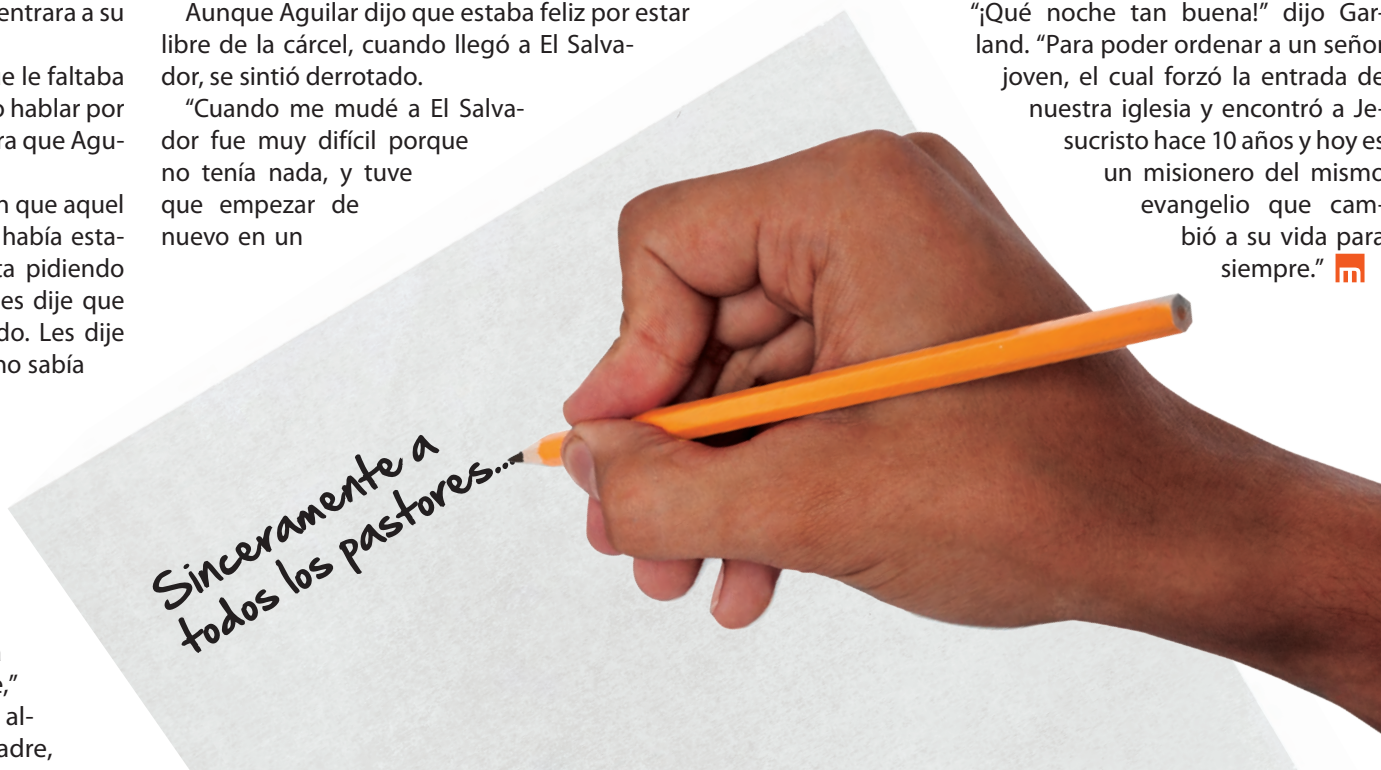 entrara a su
e le faltaba
o hablar por
ra que Agu-
n que aquel
había esta-
ta pidiendo
es dije que
do. Les dije
no sabía
e,”
al-
adre,
Aunque Aguilar dijo que estaba feliz por estar
libre de la cárcel, cuando llegó a El Salva-
dor, se sintió derrotado.
“Cuando me mudé a El Salva-
dor fue muy difícil porque
no tenía nada, y tuve
que empezar de
nuevo en un
Sinceramente a
todos los pastores...
“¡Qué noche tan buena!” dijo Gar-
land. “Para poder ordenar a un señor
joven, el cual forzó la entrada de
nuestra iglesia y encontró a Je-
sucristo hace 10 años y hoy es
un misionero del mismo
evangelio que cam-
bió a su vida para
siempre.” m